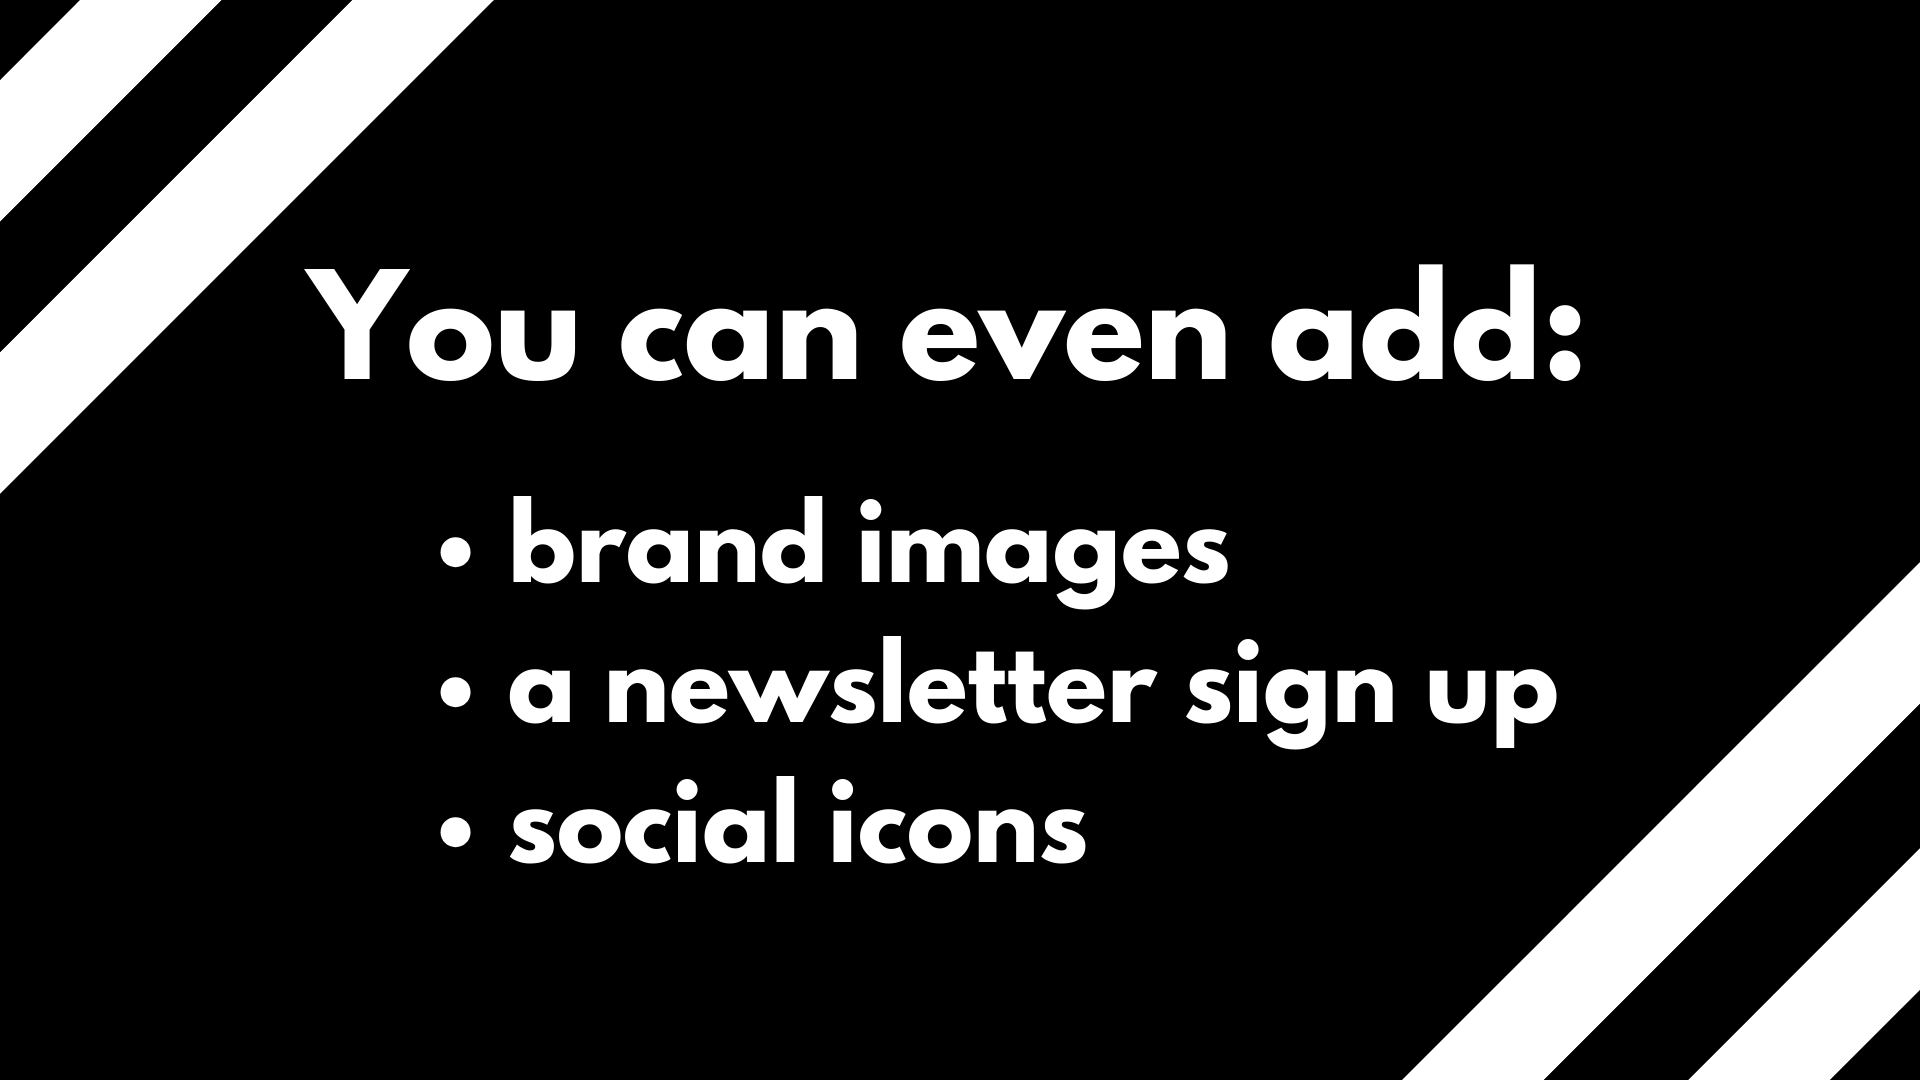 You can even add:
• brand images
• a newsletter sign up
• social icons